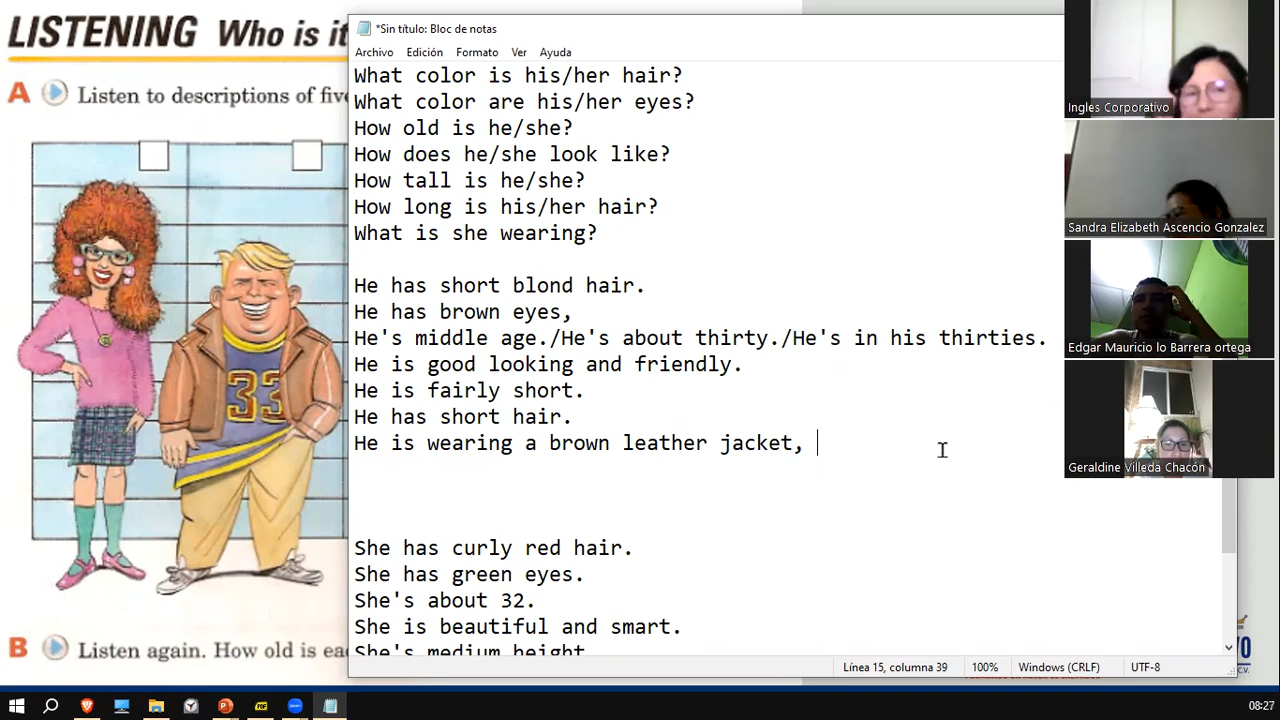 LISTENING Who is it
A Listen to descriptions of five
33
B Listen again. How old is ea
*Sin título: Bloc de notas
Archivo Edición Formato Ver Ayuda
What color is his/her hair?
What color are his/her eyes?
How old is he/she?
How does he/she look like?
How tall is he/she?
How long is his/her hair?
What is she wearing?
He has short blond hair.
He has brown eyes,
He's middle age./He's about thirty./He's in his thirties.
He is good looking and friendly.
He is fairly short.
He has short hair.
He is wearing a brown leather jacket,
She has curly red hair.
She has green eyes.
She's about 32.
She is beautiful and smart.
She's medium height
Línea 15, columna 39 100% Windows (CRLF) UTF-8
Ingles Corporativo
Sandra Elizabeth Ascencio Gonzalez
Edgar Mauricio lo Barrera ortega
Geraldine Villeda Chacón
C.V.
08:27